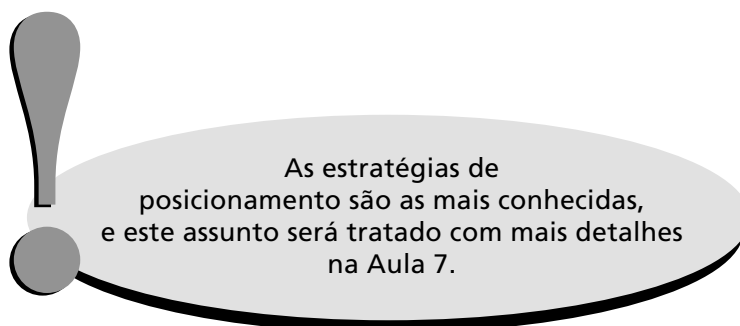 As estratégias de
posicionamento são as mais conhecidas,
e este assunto será tratado com mais detalhes
na Aula 7.